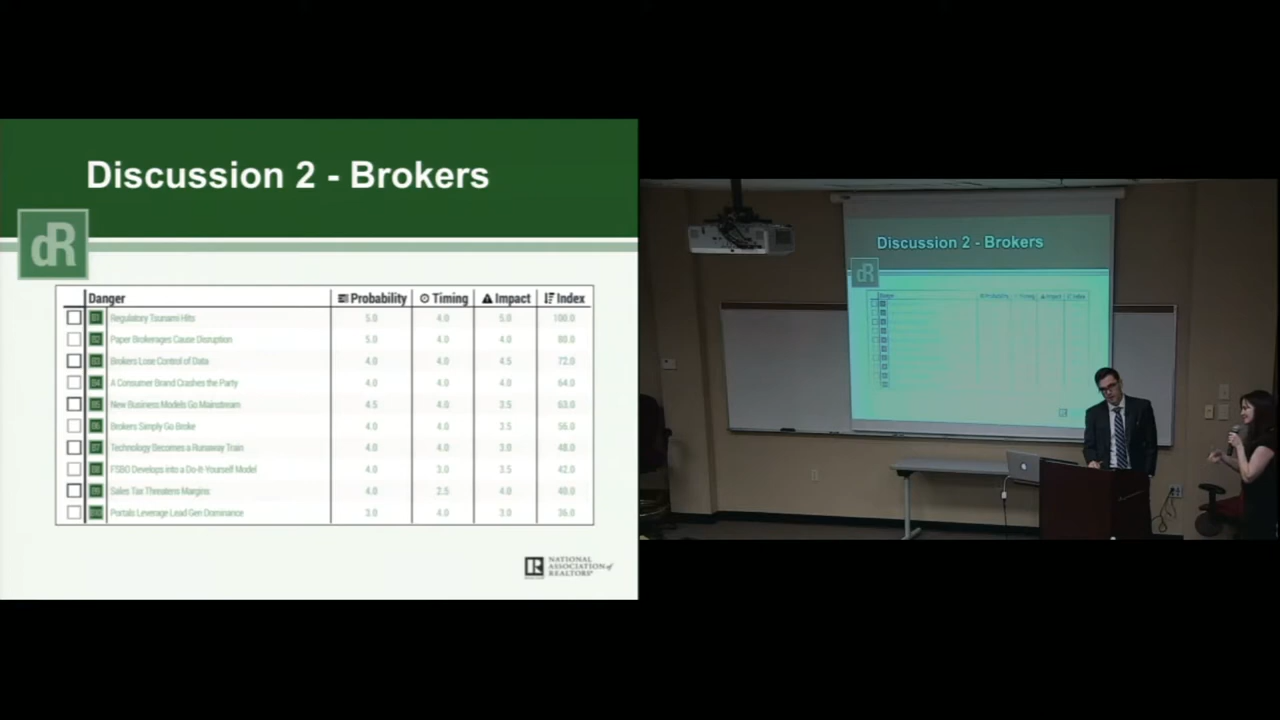 Discussion 2 - Brokers
dR
Danger Probability Timing Impact Index
Regulatory Tsunami Hits 5.0 4.0 5.0 100.0
Paper Brokerages Cause Disruption 5.0 4.0 4.0 80.0
Brokers Lose Control of Data 4.0 4.0 4.5 72.0
A Consumer Brand Crashes the Party 4.0 4.0 4.0 64.0
New Business Models Go Mainstream 4.5 4.0 3.5 63.0
Brokers Simply Go Broke 4.0 4.0 3.5 56.0
Technology Becomes a Runaway Train 4.0 4.0 3.0 48.0
FSBO Develops into a Do-It-Yourself Model 4.0 3.0 3.5 42.0
Sales Tax Threatens Margins 4.0 2.5 4.0 40.0
Portals Leverage Lead Gen Dominance 3.0 4.0 3.0 36.0
NATIONAL
ASSOCIATION of
REALTORS®
Discussion 2 - Brokers
dR
Danger Probability Timing Impact Index